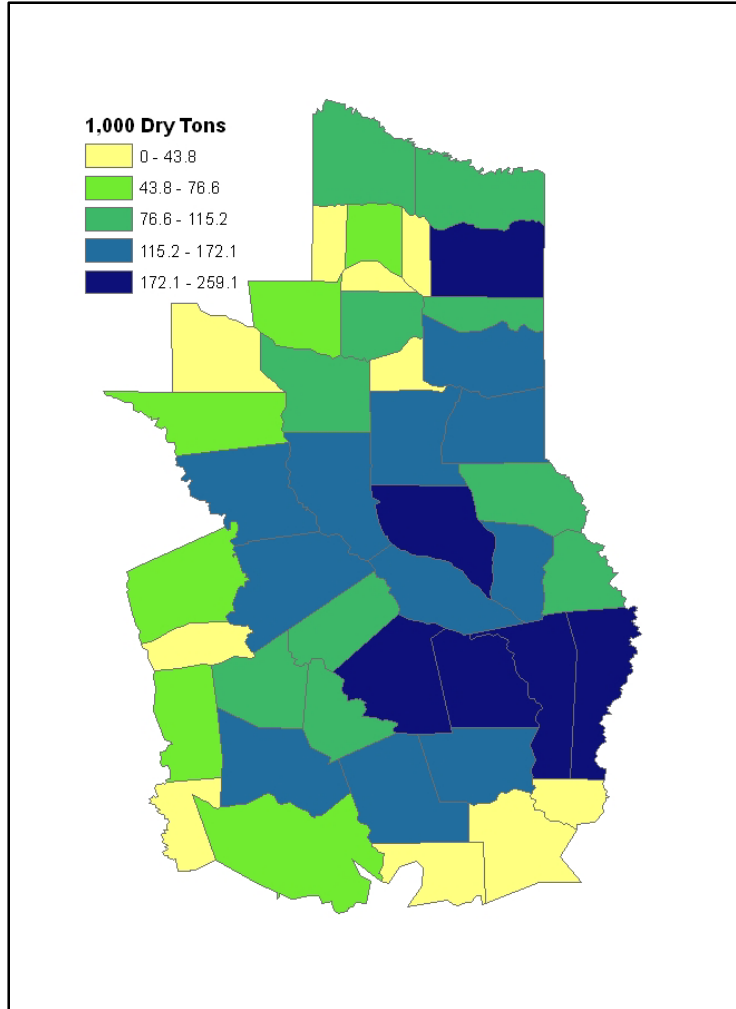 1,000 Dry Tons
0 - 43.8
43.8 - 76.6
76.6 - 115.2
115.2 - 172.1
172.1 - 259.1